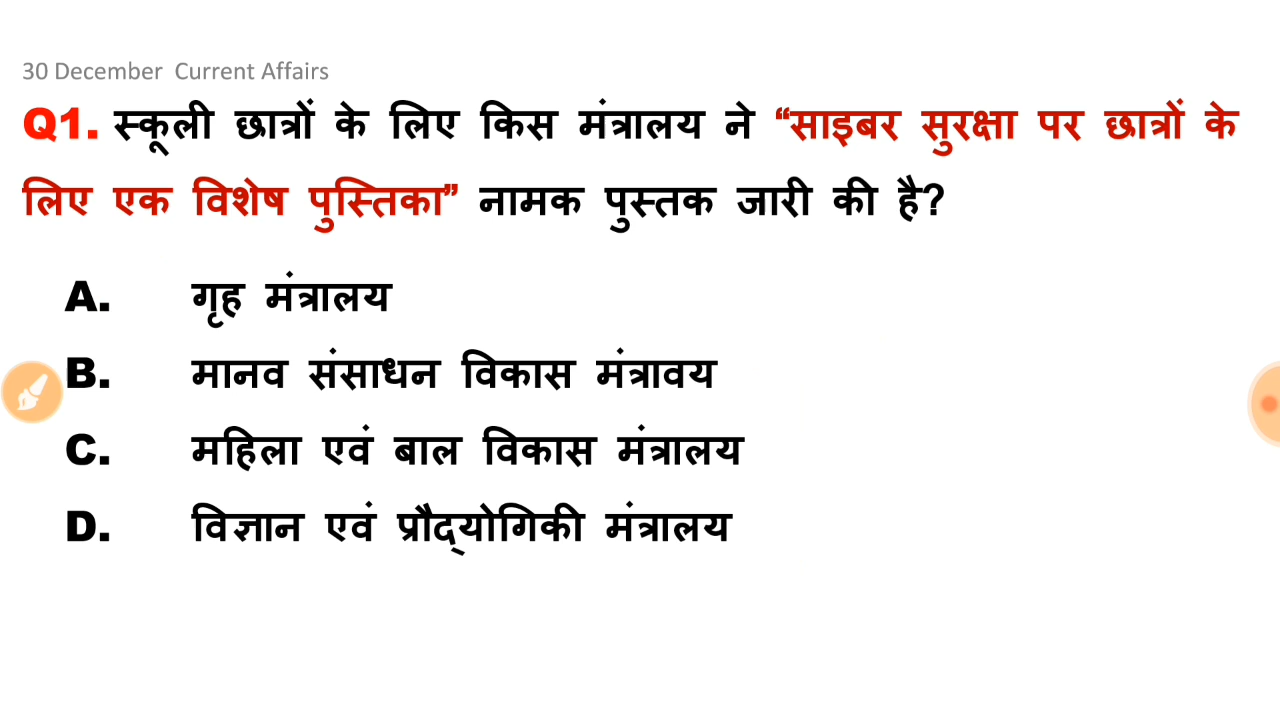 30 December Current Affairs
Q1. स्कूली छात्रों के लिए किस मंत्रालय ने “साइबर सुरक्षा पर छात्रों के
लिए एक विशेष पुस्तिका” नामक पुस्तक जारी की है?
A. गृह मंत्रालय
B. मानव संसाधन विकास मंत्रावय
C. महिला एवं बाल विकास मंत्रालय
D. विज्ञान एवं प्रौद्योगिकी मंत्रालय